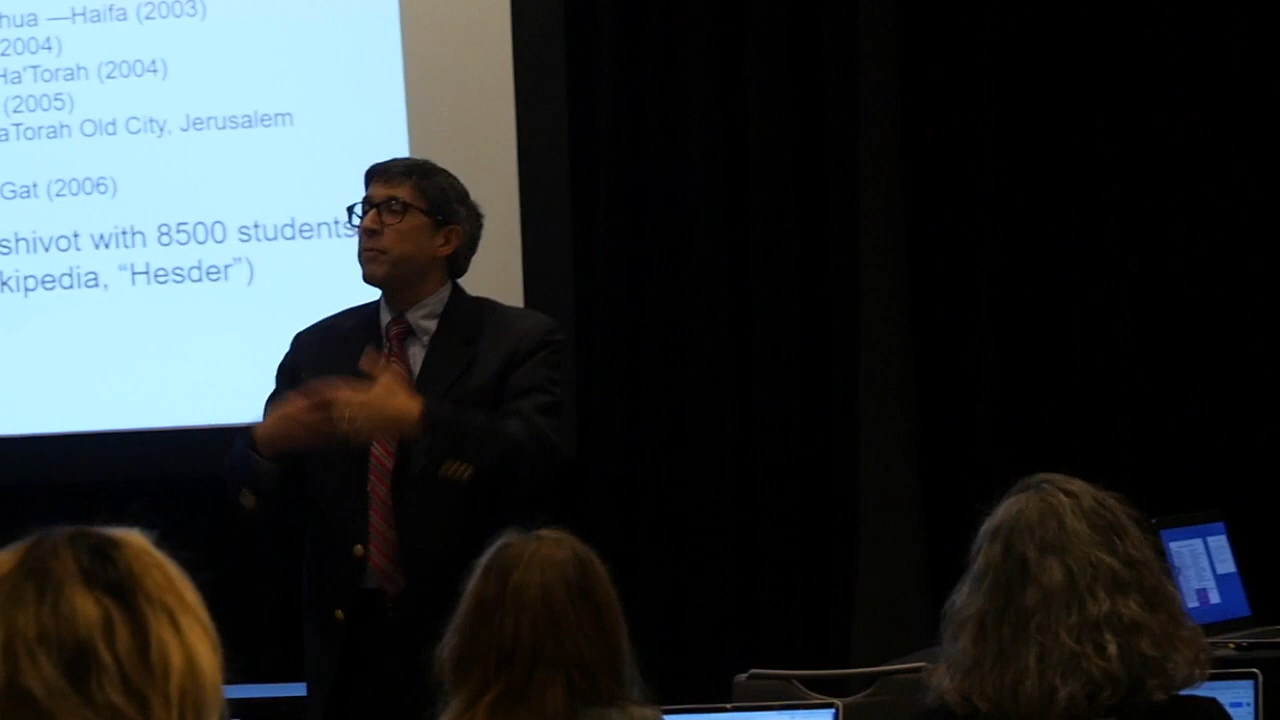 hua —Haifa (2003)
2004)
Ha'Torah (2004)
(2005)
aTorah Old City, Jerusalem
Gat (2006)
shivot with 8500 students
kipedia, “Hesder”)